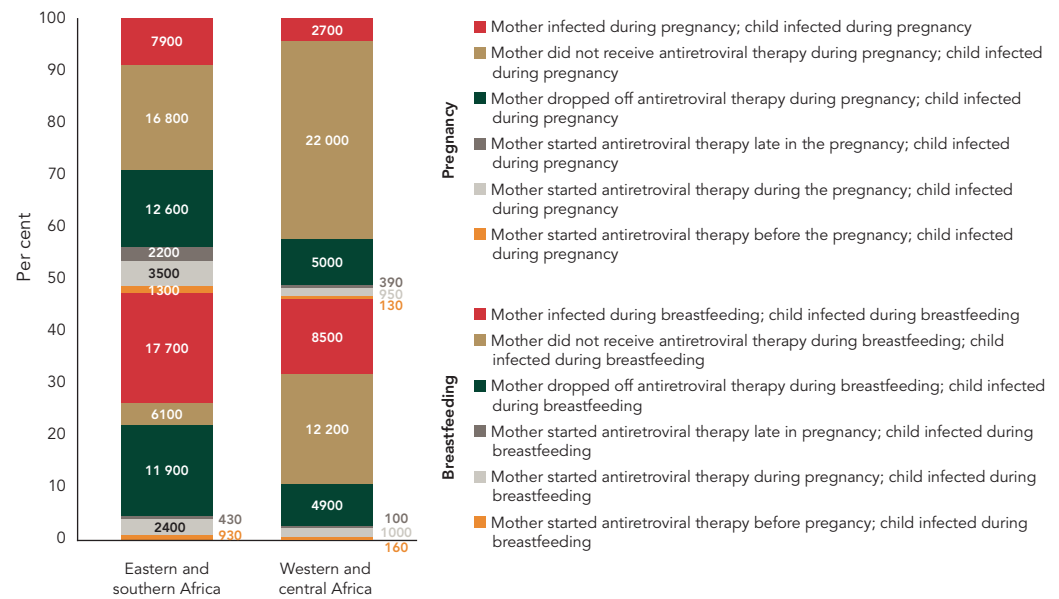 100
90
80
70
60
50
40
30
20
10
0
Per cent
7900
16 800
12 600
2200
3500
1300
17 700
6100
11 900
430
2400
930
Eastern and
southern Africa
2700
22 000
5000
390
950
130
8500
12 200
4900
100
1000
160
Western and
central Africa
Pregnancy
Mother infected during pregnancy; child infected during pregnancy
Mother did not receive antiretroviral therapy during pregnancy; child infected
during pregnancy
Mother dropped off antiretroviral therapy during pregnancy; child infected
during pregnancy
Mother started antiretroviral therapy late in the pregnancy; child infected
during pregnancy
Mother started antiretroviral therapy during the pregnancy; child infected
during pregnancy
Mother started antiretroviral therapy before the pregnancy; child infected
during pregnancy
Breastfeeding
Mother infected during breastfeeding; child infected during breastfeeding
Mother did not receive antiretroviral therapy during breastfeeding; child
infected during breastfeeding
Mother dropped off antiretroviral therapy during breastfeeding; child infected
during breastfeeding
Mother started antiretroviral therapy late in pregnancy; child infected during
breastfeeding
Mother started antiretroviral therapy during pregnancy; child infected during
breastfeeding
Mother started antiretroviral therapy before pregancy; child infected during
breastfeeding